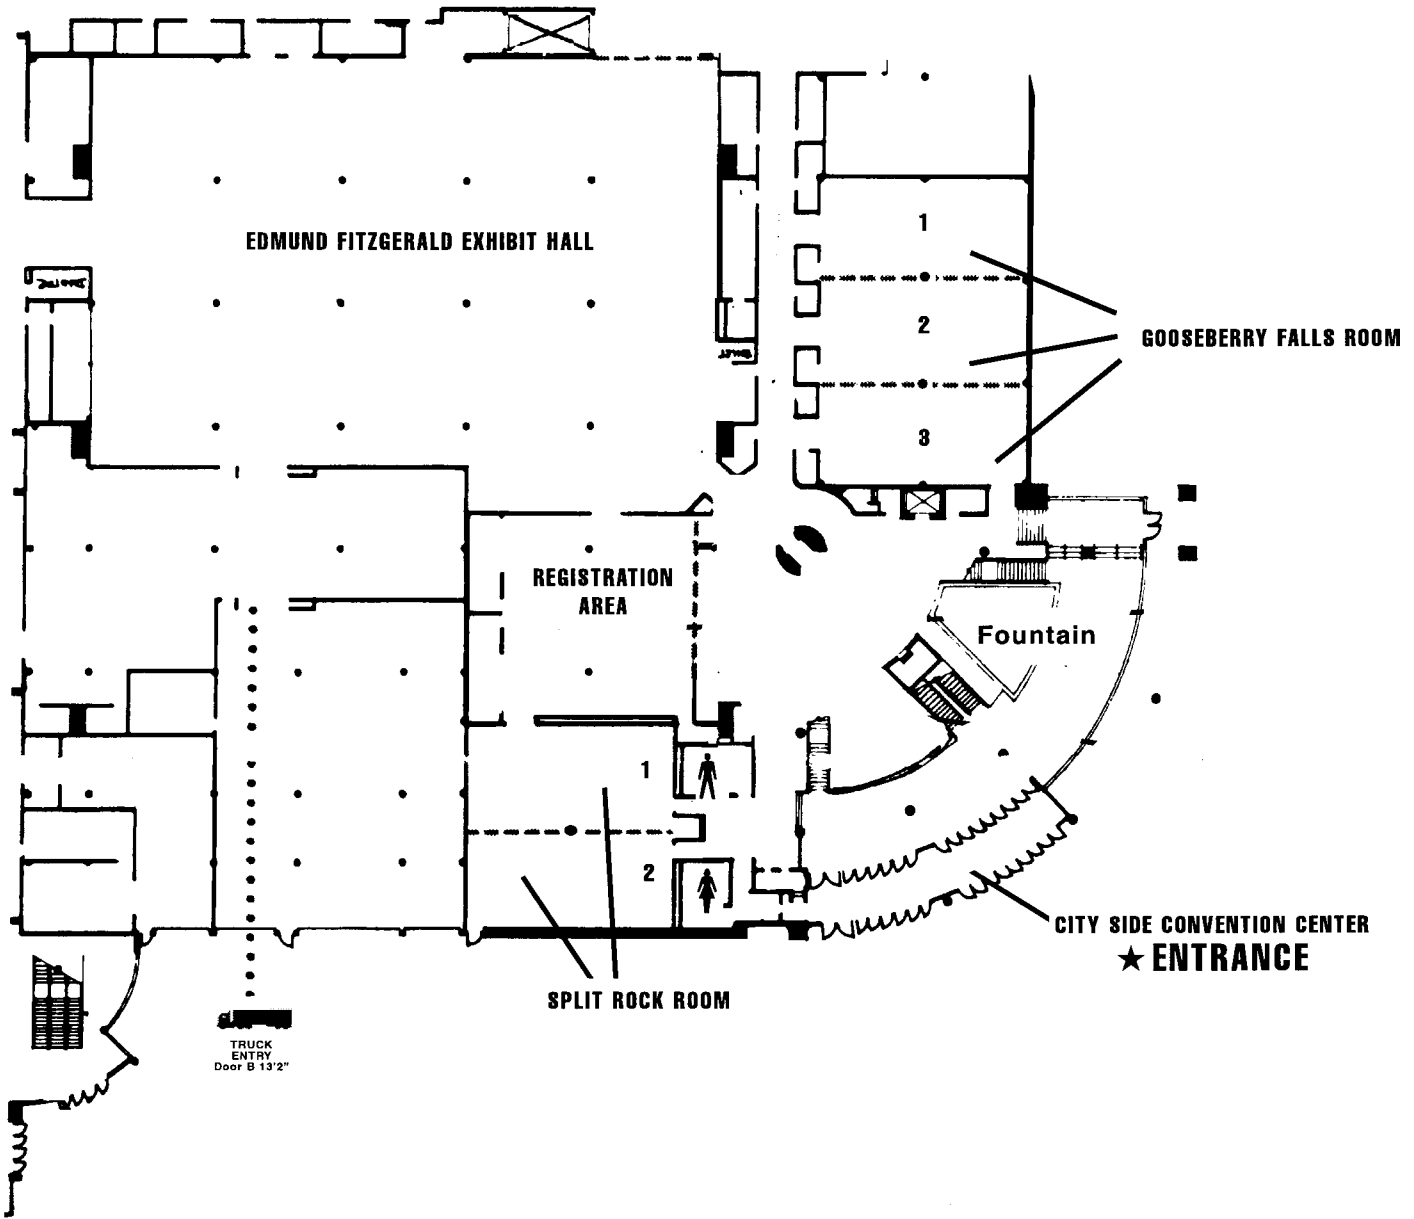 1
EDMUND FITZGERALD EXHIBIT HALL
2
GOOSEBERRY FALLS ROOM
3
REGISTRATION
AREA
Fountain
1
2
CITY SIDE CONVENTION CENTER
★ ENTRANCE
SPLIT ROCK ROOM
TRUCK
ENTRY
Door B 13'2"